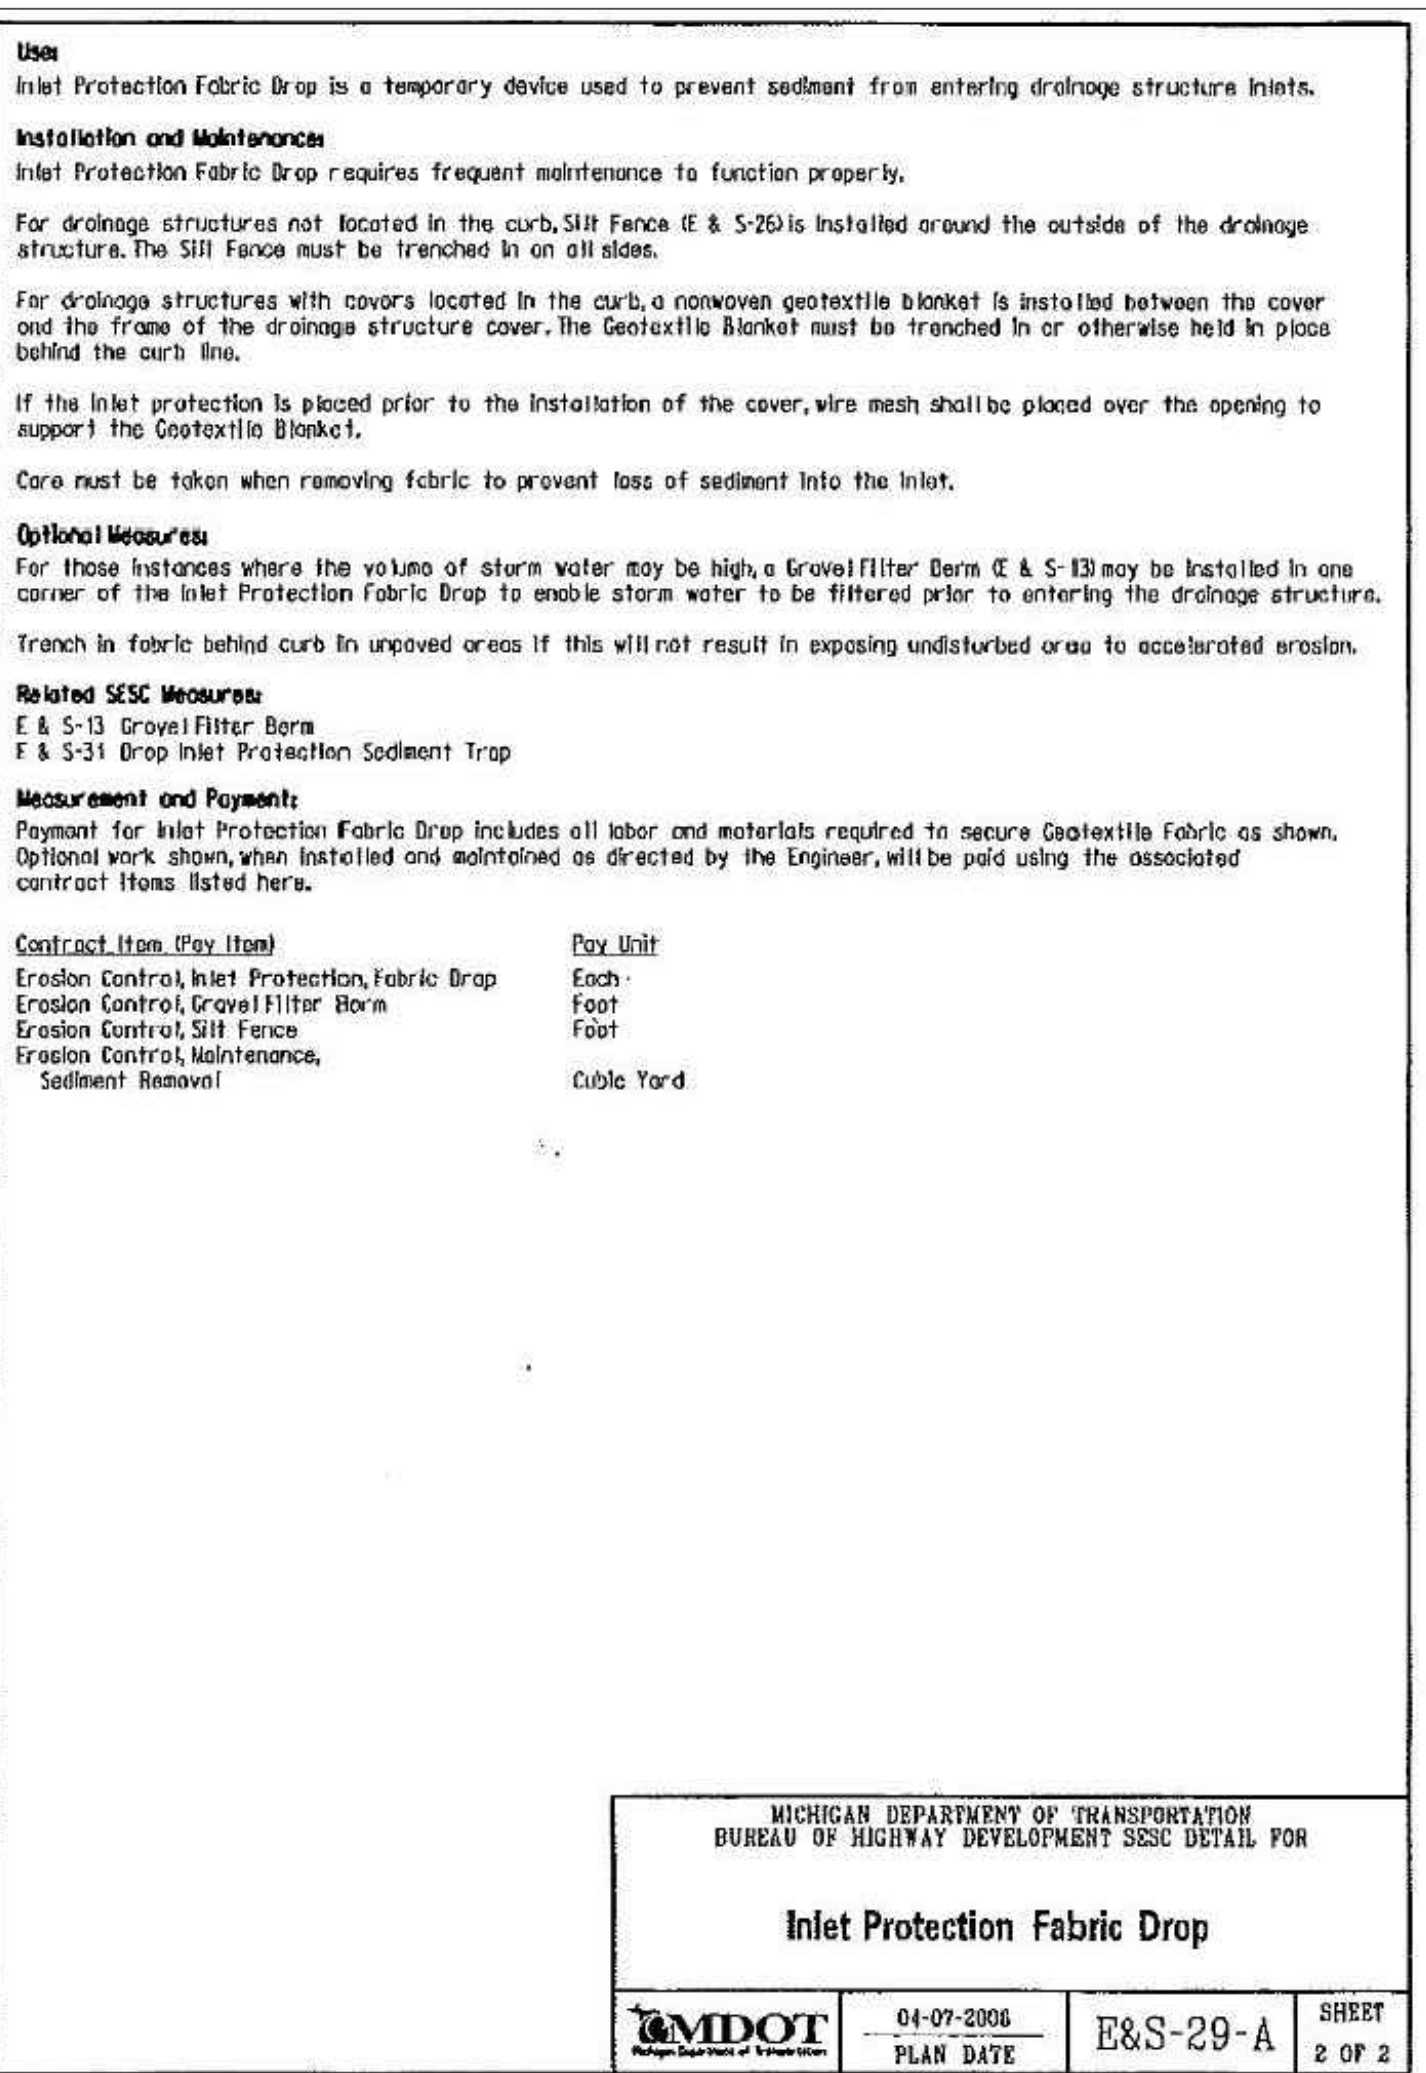 Use:
Inlet Protection Fabric Drop is a temporary device used to prevent sediment from entering drainage structure inlets.
Installation and Maintenance:
Inlet Protection Fabric Drop requires frequent maintenance to function properly.
For drainage structures not located in the curb, Silt Fence (E & S-26) is installed around the outside of the drainage
structure. The Silt Fence must be trenched in on all sides.
For drainage structures with covers located in the curb, a nonwoven geotextile blanket is installed between the cover
and the frame of the drainage structure cover. The Geotextile Blanket must be trenched in or otherwise held in place
behind the curb line.
If the inlet protection is placed prior to the installation of the cover, wire mesh shall be placed over the opening to
support the Geotextile Blanket.
Care must be taken when removing fabric to prevent loss of sediment into the inlet.
Optional Measures:
For those instances where the volume of storm water may be high, a Gravel Filter Berm (E & S-13) may be installed in one
corner of the Inlet Protection Fabric Drop to enable storm water to be filtered prior to entering the drainage structure.
Trench in fabric behind curb in unpaved areas if this will not result in exposing undisturbed area to accelerated erosion.
Related SESC Measures:
E & S-13 Gravel Filter Berm
E & S-31 Drop Inlet Protection Sediment Trap
Measurement and Payment:
Payment for Inlet Protection Fabric Drop includes all labor and materials required to secure Geotextile Fabric as shown.
Optional work shown, when installed and maintained as directed by the Engineer, will be paid using the associated
contract items listed here.
Contract Item (Pay Item) Pay Unit
Erosion Control, Inlet Protection, Fabric Drop Each
Erosion Control, Gravel Filter Berm Foot
Erosion Control, Silt Fence Foot
Erosion Control, Maintenance,
Sediment Removal Cubic Yard
MICHIGAN DEPARTMENT OF TRANSPORTATION
BUREAU OF HIGHWAY DEVELOPMENT SESC DETAIL FOR
Inlet Protection Fabric Drop
MDOT
Michigan Department of Transportation
04-07-2006
PLAN DATE
E&S-29-A
SHEET
2 OF 2